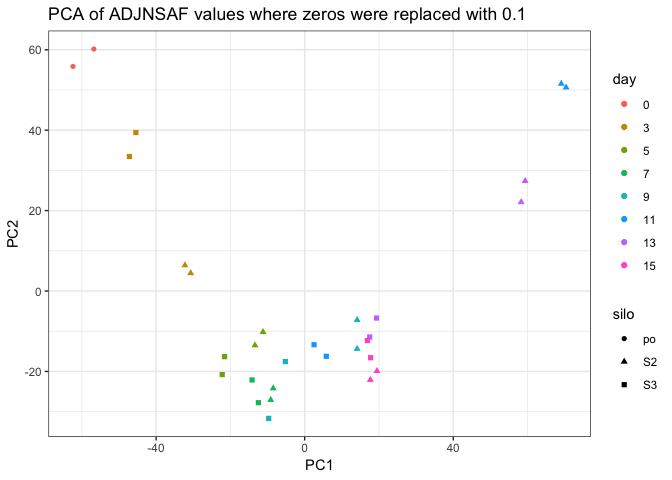 PCA of ADJNSAF values where zeros were replaced with 0.1
60
40
20
0
-20
-40
0
40
PC1
PC2
day
0
3
5
7
9
11
13
15
silo
po
S2
S3